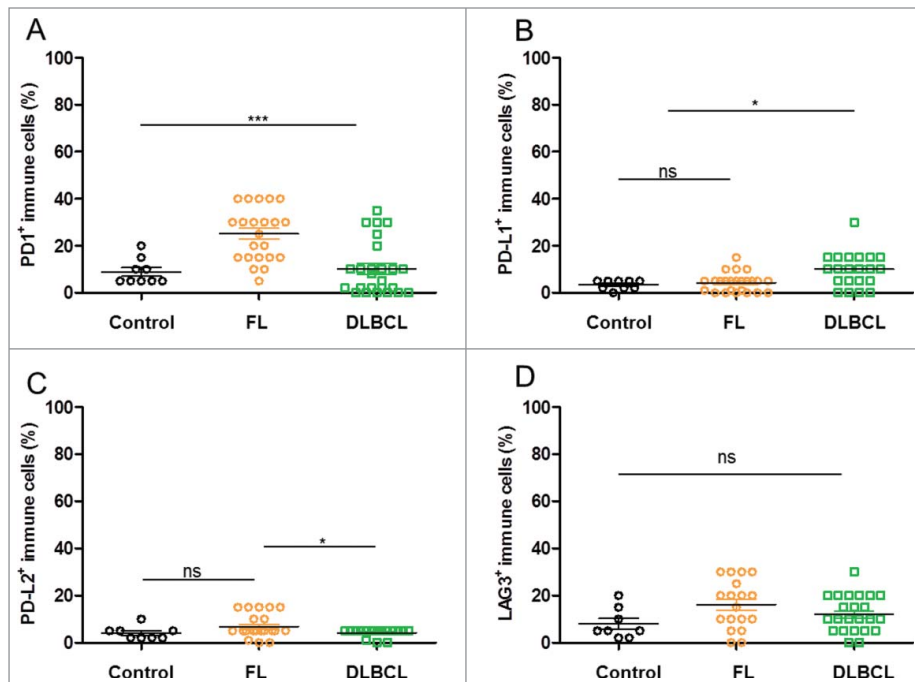 A
PD1+ immune cells (%)
100
80
60
40
20
0
***
Control FL DLBCL
B
PD-L1+ immune cells (%)
100
80
60
40
20
0
*
ns
Control FL DLBCL
C
PD-L2+ immune cells (%)
100
80
60
40
20
0
ns
*
Control FL DLBCL
D
LAG3+ immune cells (%)
100
80
60
40
20
0
ns
Control FL DLBCL